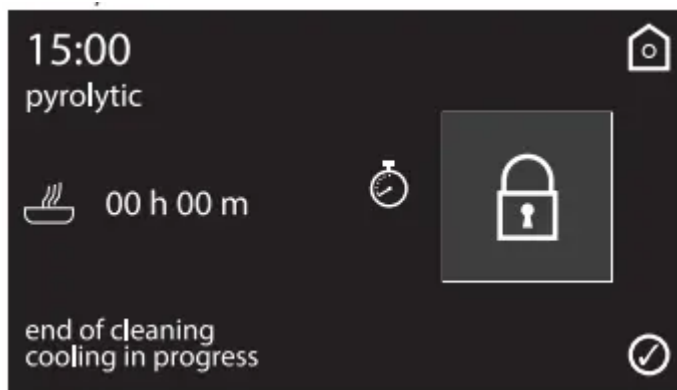 15:00
pyrolytic
00 h 00 m
end of cleaning
cooling in progress